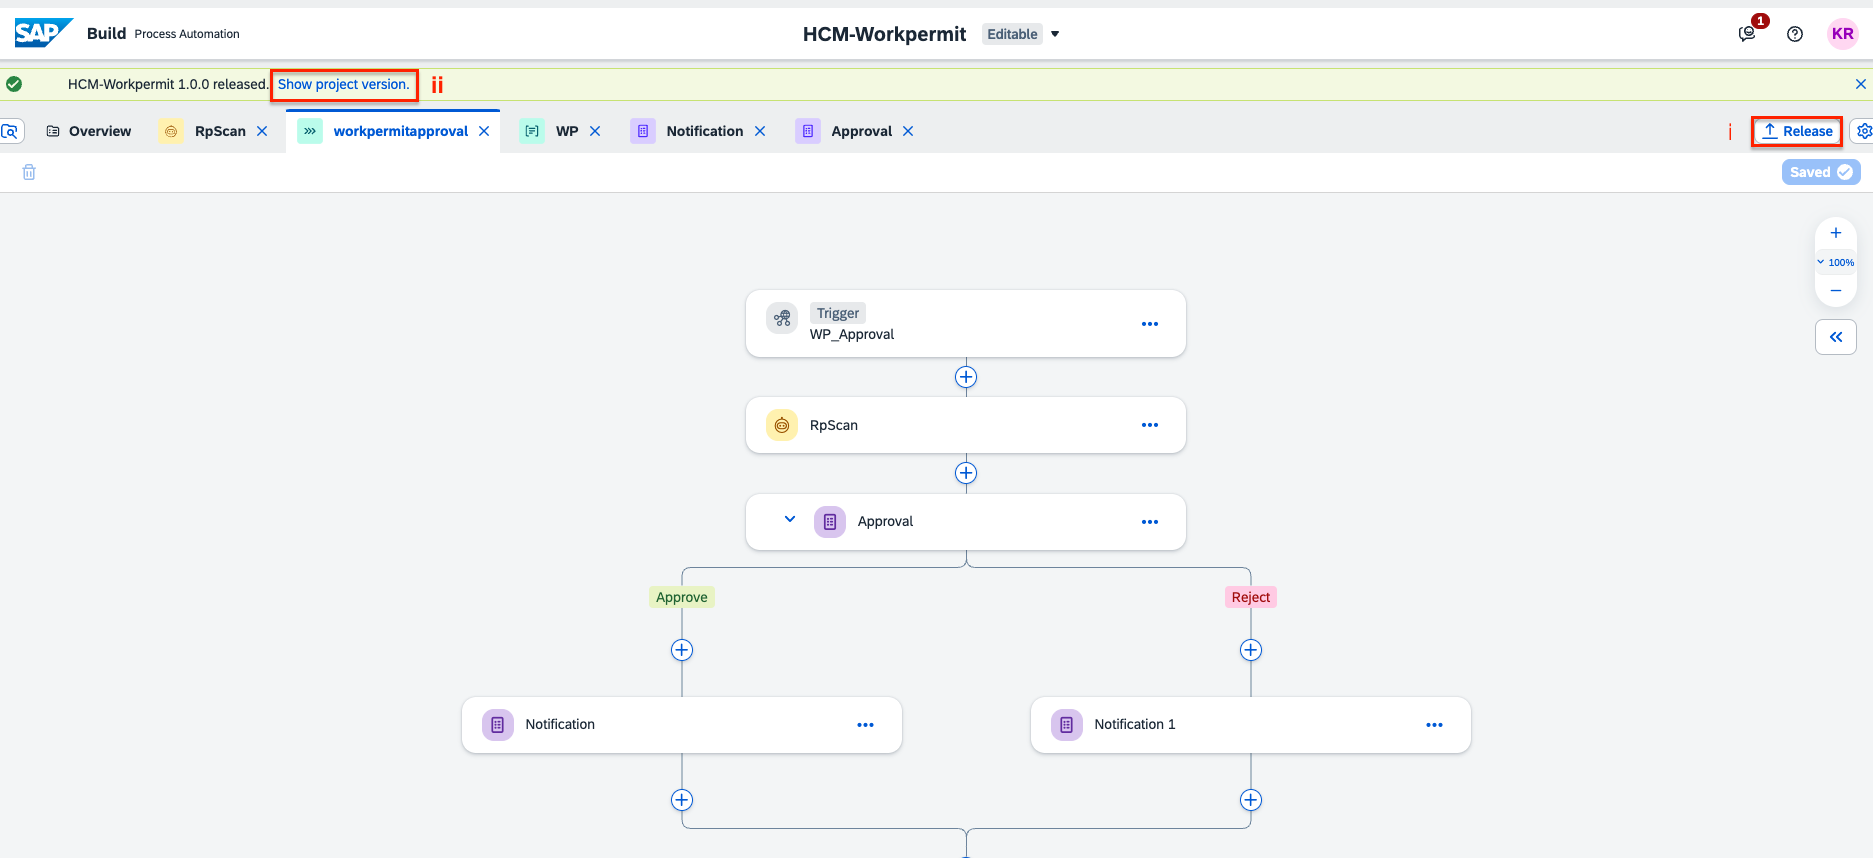 SAP Build Process Automation
HCM-Workpermit Editable
1
KR
HCM-Workpermit 1.0.0 released. Show project version. ii
Overview RpScan workpermitapproval WP Notification Approval i Release
Saved
100%
Trigger
WP_Approval
RpScan
Approval
Approve Reject
Notification Notification 1